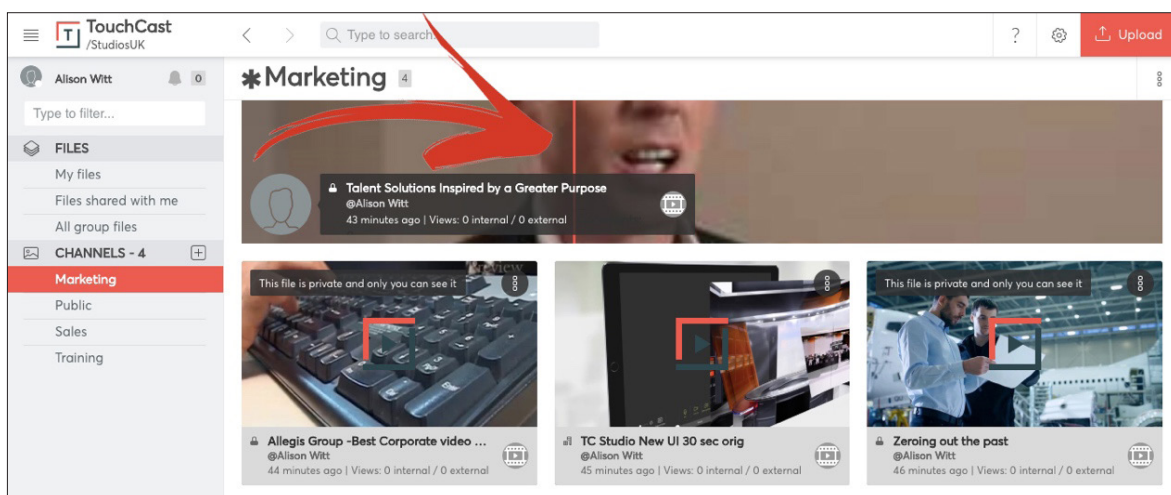 TouchCast
/StudiosUK
Type to search
? Upload
Alison Witt 0
Type to filter...
*Marketing 4
FILES
My files
Files shared with me
All group files
CHANNELS - 4
Marketing
Public
Sales
Training
Talent Solutions Inspired by a Greater Purpose
@Alison Witt
43 minutes ago | Views: 0 internal / 0 external
This file is private and only you can see it
Allegis Group -Best Corporate video ...
@Alison Witt
44 minutes ago | Views: 0 internal / 0 external
TC Studio New UI 30 sec orig
@Alison Witt
45 minutes ago | Views: 0 internal / 0 external
This file is private and only you can see it
Zeroing out the past
@Alison Witt
46 minutes ago | Views: 0 internal / 0 external